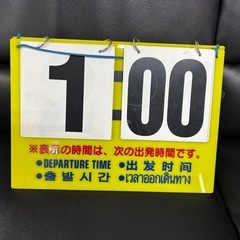 1:00
※表示の時間は、次の出発時間です。
●DEPARTURE TIME ●出发时间
●출발시간 ●เวลาออกเดินทาง